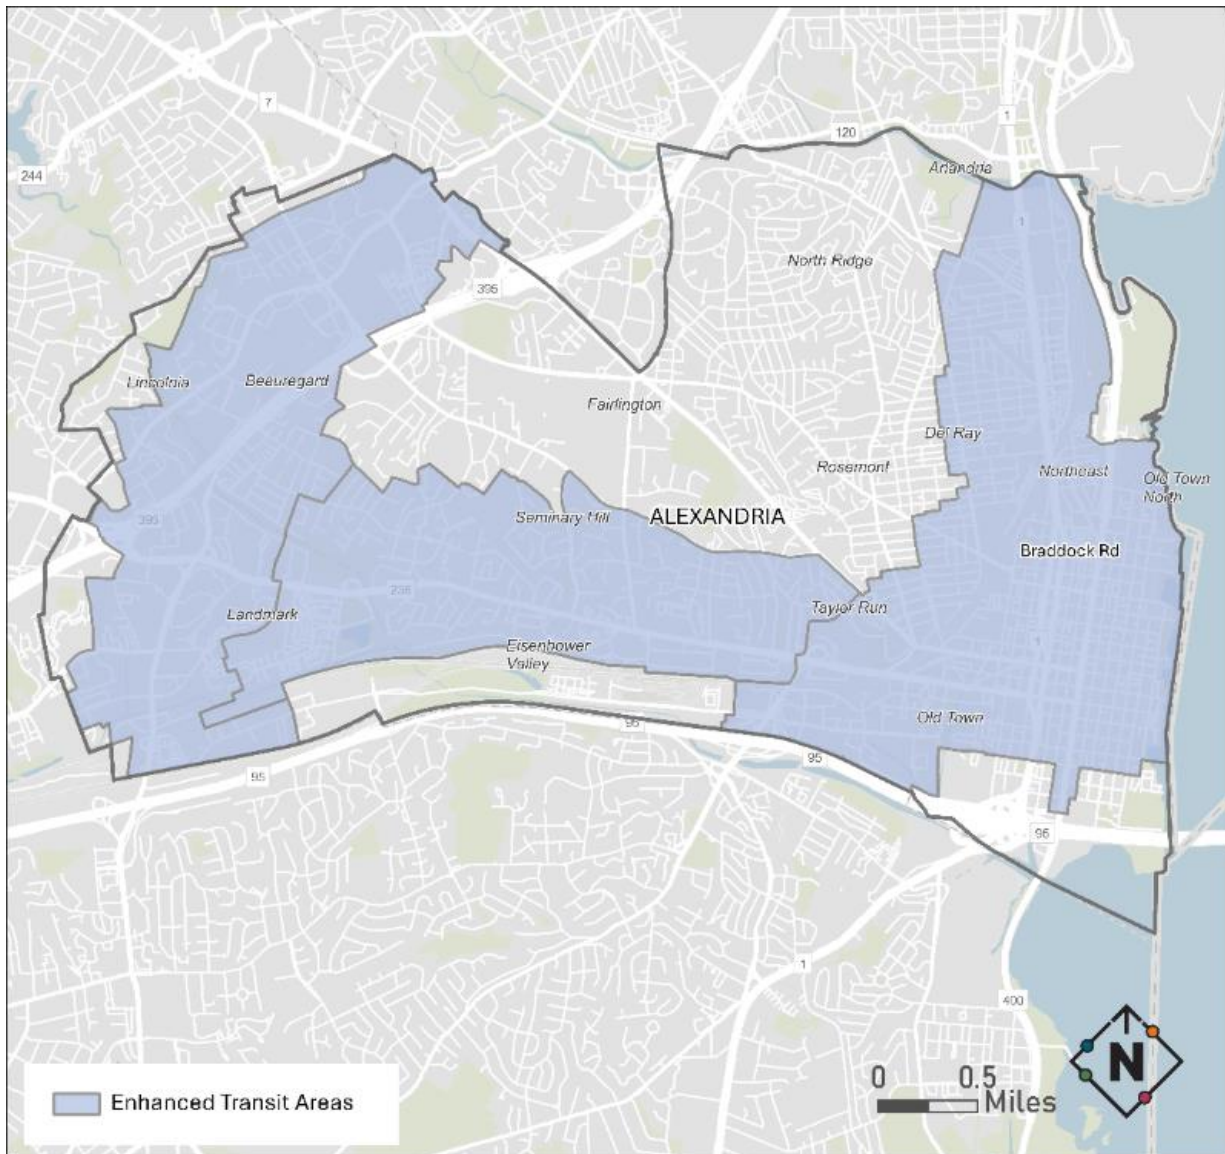 7
120
1
244
Arlandria
1
North Ridge
395
Lincolnia
Beauregard
Fairlington
Del Ray
Rosemont
Northeast
Old Town
North
395
Seminary Hill
ALEXANDRIA
Braddock Rd
236
Landmark
Taylor Run
Eisenhower
Valley
1
Old Town
95
95
95
95
1
400
N
0 0.5
Miles
Enhanced Transit Areas